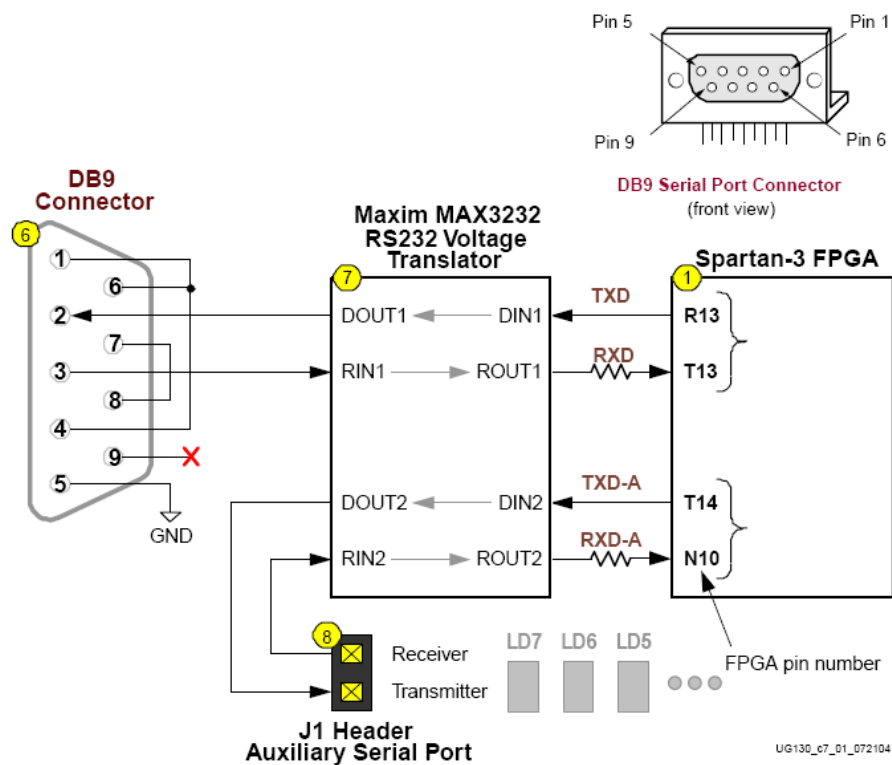 Pin 5
Pin 1
Pin 9
Pin 6
DB9 Serial Port Connector
(front view)
DB9
Connector
6
1
6
2
7
3
8
4
9
5
GND
Maxim MAX3232
RS232 Voltage
Translator
7
DOUT1
DIN1
RIN1
ROUT1
DOUT2
DIN2
RIN2
ROUT2
TXD
RXD
TXD-A
RXD-A
Spartan-3 FPGA
1
R13
T13
T14
N10
FPGA pin number
8
Receiver
Transmitter
J1 Header
Auxiliary Serial Port
LD7
LD6
LD5
UG130_c7_01_072104